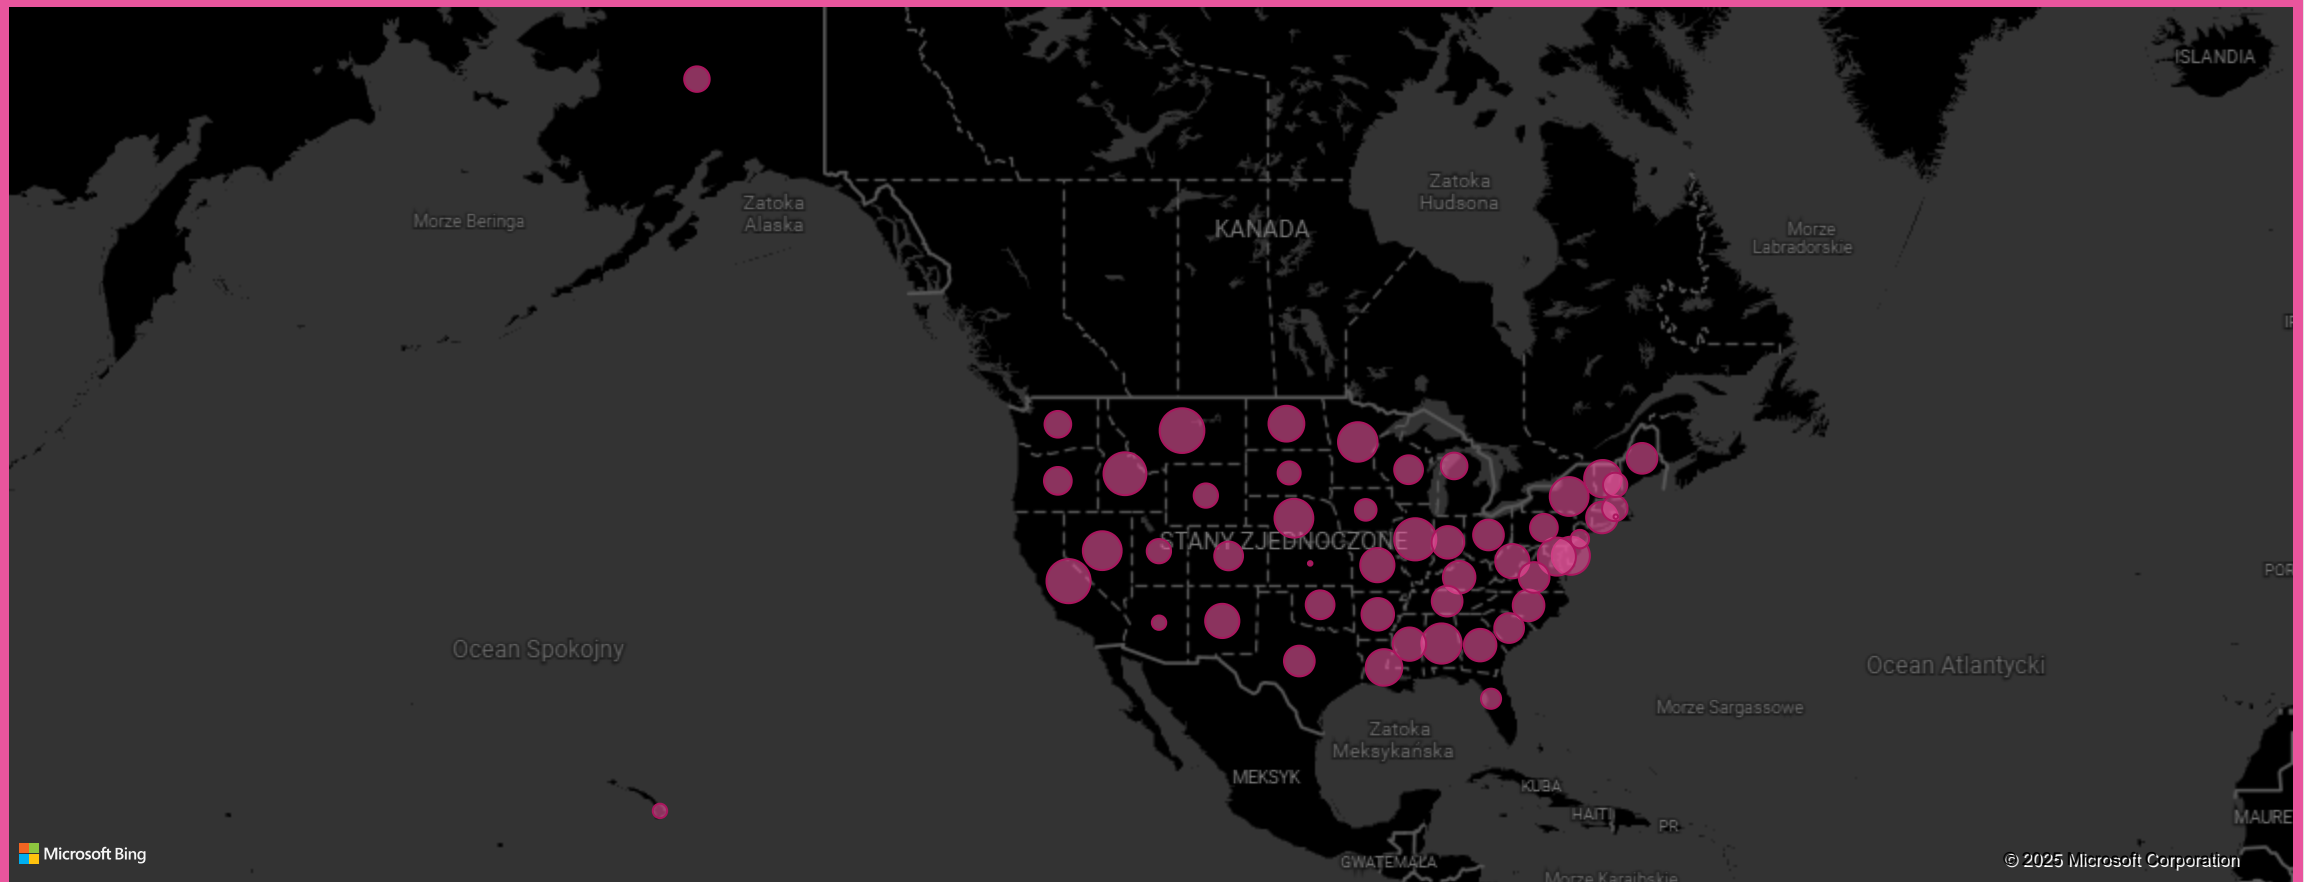 ISLANDIA
Zatoka
Hudsona
Zatoka
Alaska
Morze Beringa
KANADA
Morze
Labradorskie
STANY ZJEDNOCZONE
Ocean Spokojny
Ocean Atlantycki
Morze Sargassowe
Zatoka
Meksykańska
MEKSYK
KUBA
HAITI
PR
MAURE
GWATEMALA
Morze Karaibskie
POR
Microsoft Bing
© 2025 Microsoft Corporation